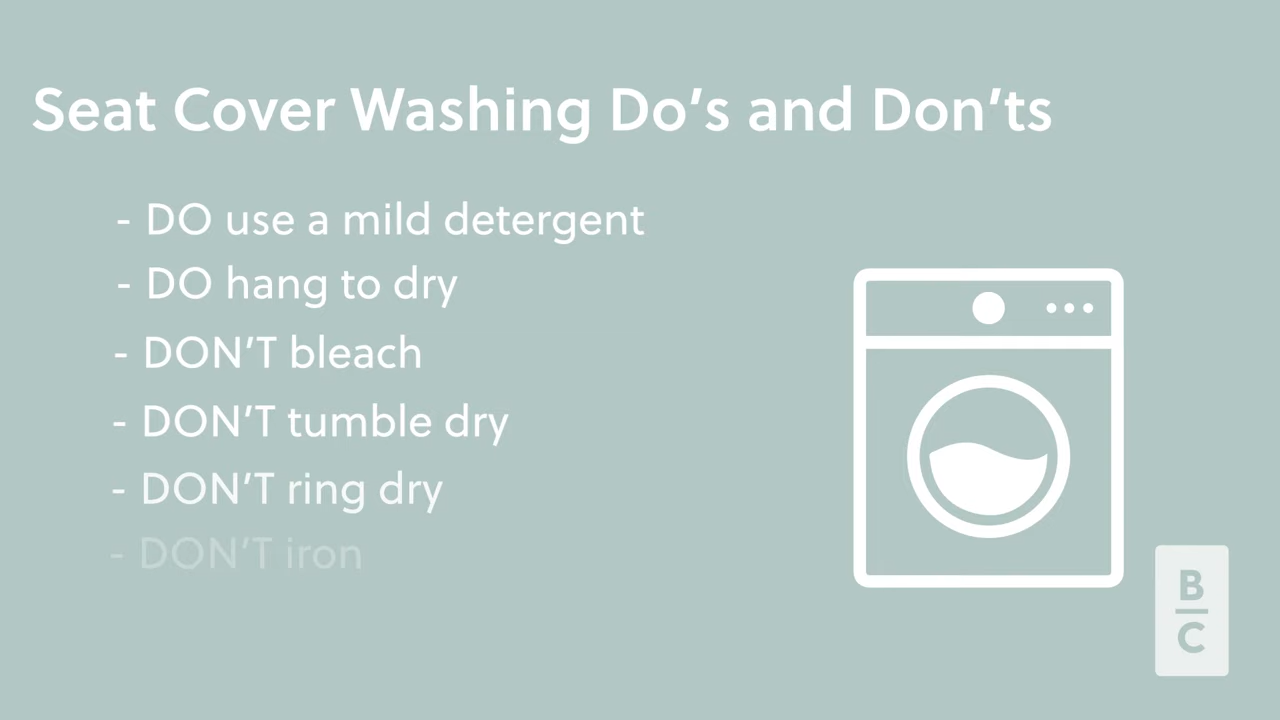 Seat Cover Washing Do’s and Don’ts
- DO use a mild detergent
- DO hang to dry
- DON’T bleach
- DON’T tumble dry
- DON’T ring dry
- DON’T iron
B
C